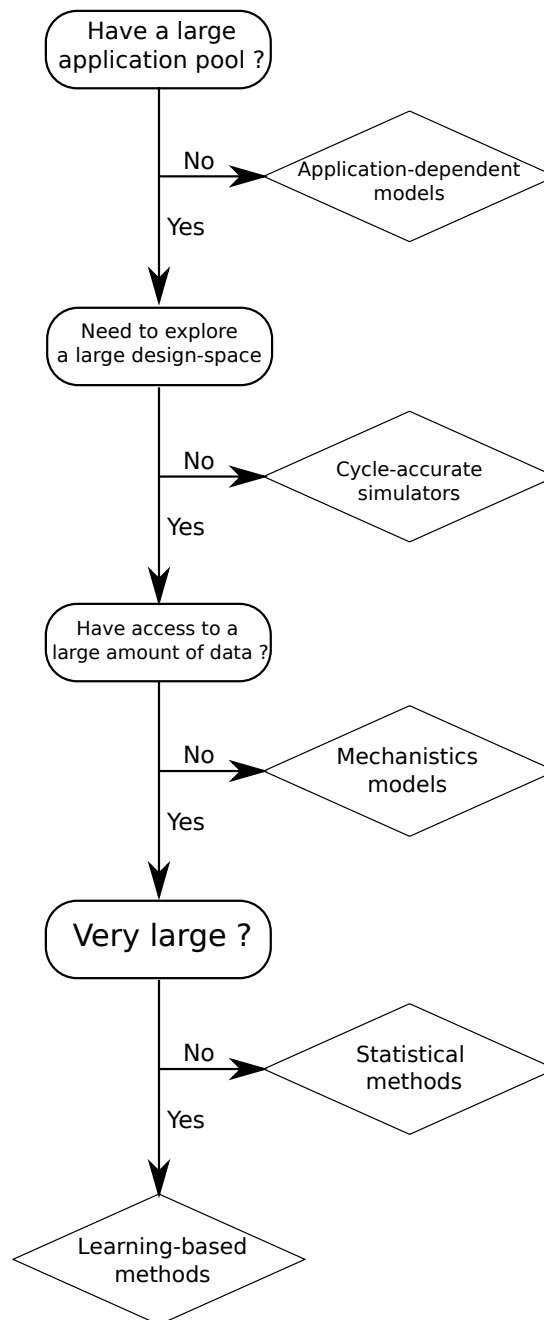 Have a large
application pool ?
No
Application-dependent
models
Yes
Need to explore
a large design-space
No
Cycle-accurate
simulators
Yes
Have access to a
large amount of data ?
No
Mechanistics
models
Yes
Very large ?
No
Statistical
methods
Yes
Learning-based
methods